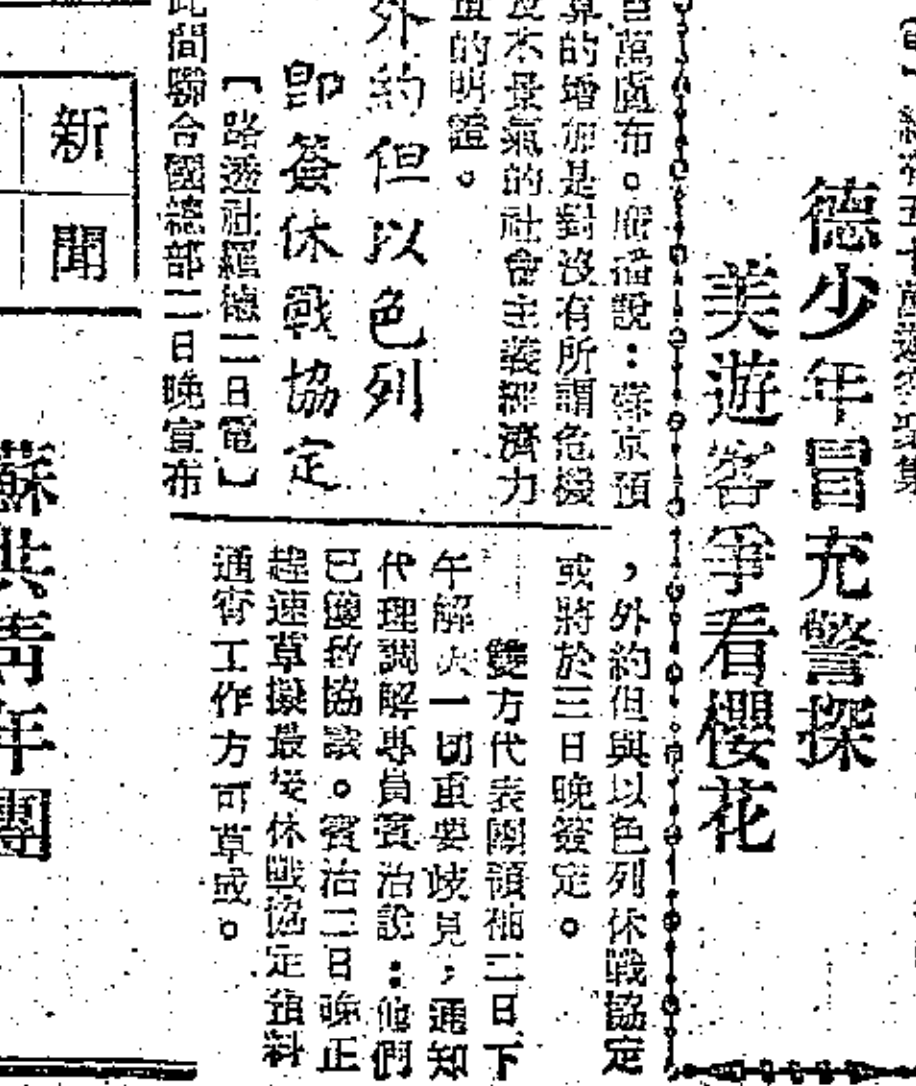 德少年冒充警探
美遊客爭看櫻花
算的增加是對沒有所謂危機
及不景氣的社會主義經濟力
的明證。
外約但以色列
即簽休戰協定
【路透社羅德二日電】
此間聯合國總部二日晚宣布
，外約但與以色列休戰協定
或將於三日晚簽定。
雙方代表團領袖二日下
午解決一切重要歧見，通知
代理調解專員賓治說：他們
已獲致協議。賓治二日晚正
趕速草擬最後休戰協定預料
通宵工作方可草成。
新聞
蘇共青年團